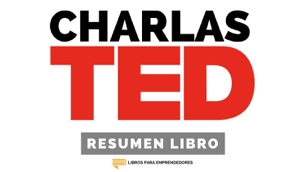 CHARLAS
TED
RESUMEN LIBRO
LIBROS PARA EMPRENDEDORES